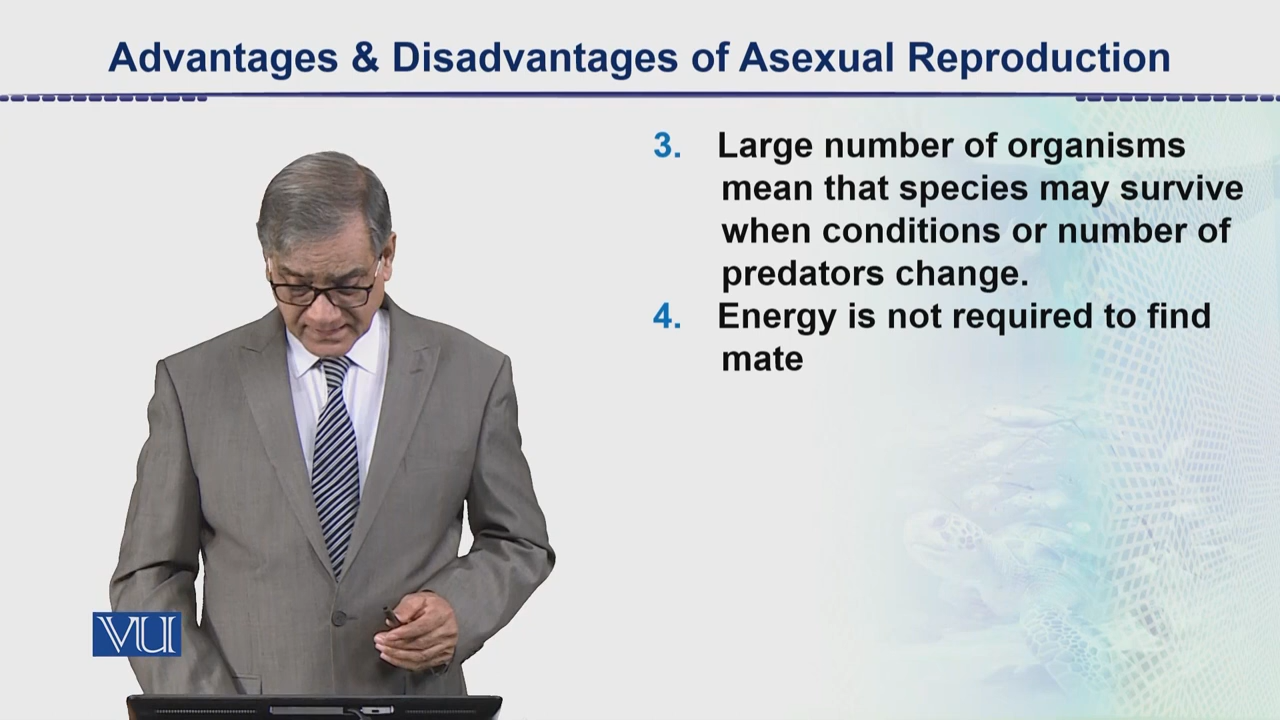 Advantages & Disadvantages of Asexual Reproduction
3. Large number of organisms
mean that species may survive
when conditions or number of
predators change.
4. Energy is not required to find
mate
VU